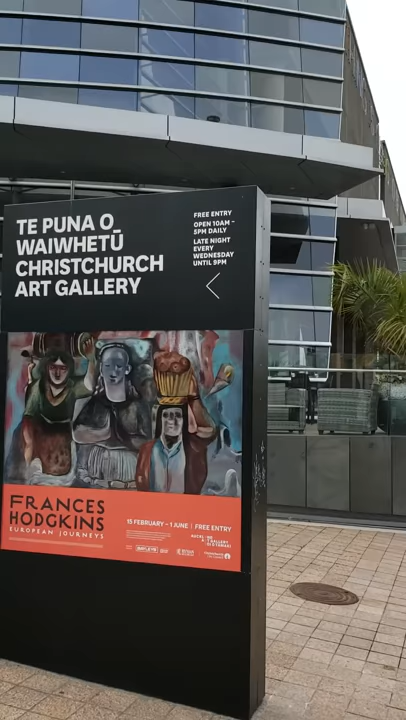 TE PUNA O
WAIWHETŪ
CHRISTCHURCH
ART GALLERY
FREE ENTRY
OPEN 10AM –
5PM DAILY
LATE NIGHT
EVERY
WEDNESDAY
UNTIL 9PM
FRANCES
HODGKINS
EUROPEAN JOURNEYS
15 FEBRUARY – 1 JUNE | FREE ENTRY